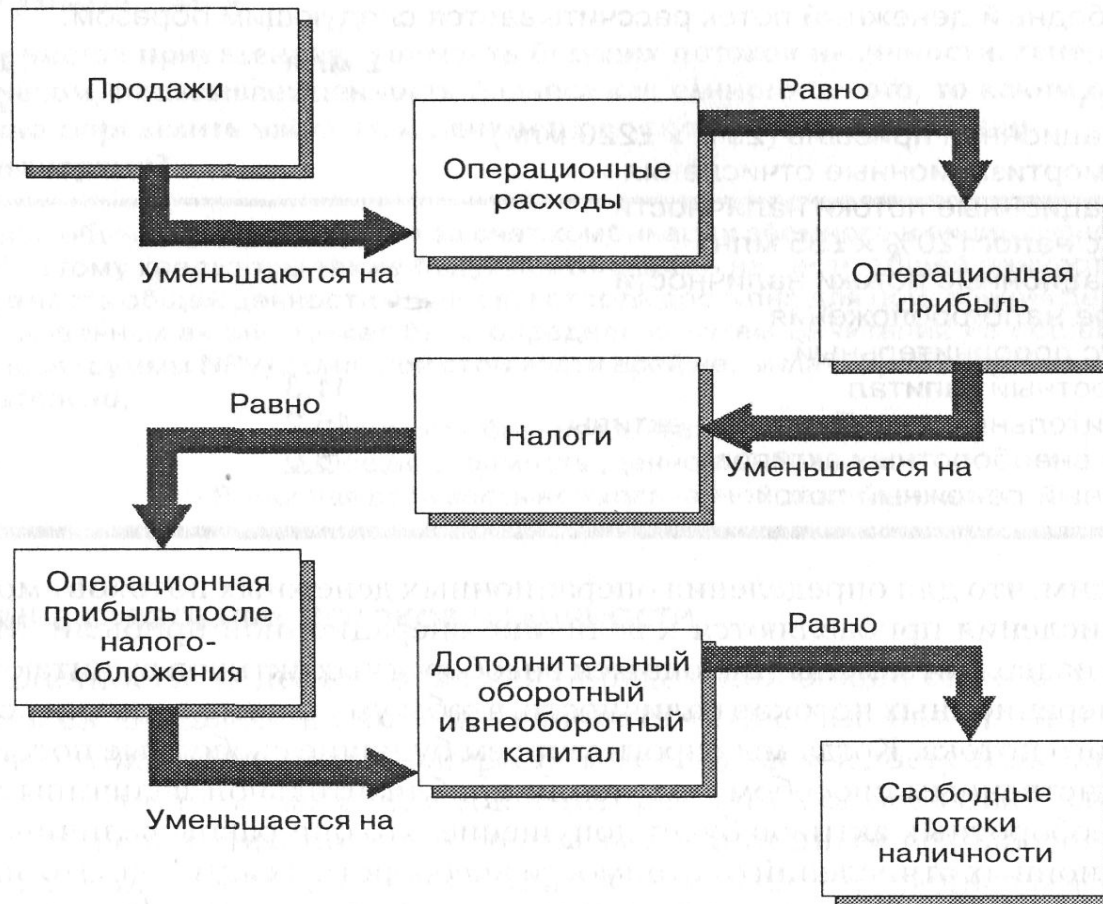 Продажи
Уменьшаются на
Операционные
расходы
Равно
Операционная
прибыль
Уменьшается на
Налоги
Равно
Операционная
прибыль после
налого-
обложения
Уменьшается на
Дополнительный
оборотный
и внеоборотный
капитал
Равно
Свободные
потоки
наличности